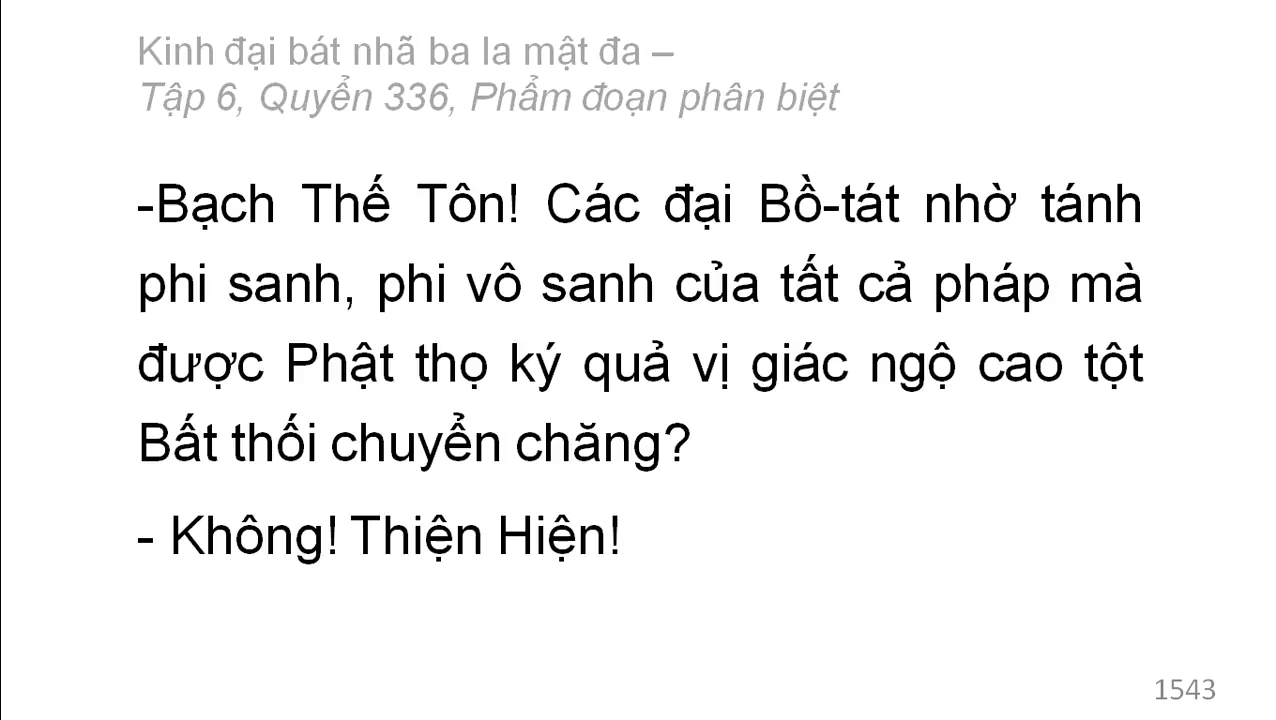 Kinh đại bát nhã ba la mật đa –
Tập 6, Quyển 336, Phẩm đoạn phân biệt
-Bạch Thế Tôn! Các đại Bồ-tát nhờ tánh
phi sanh, phi vô sanh của tất cả pháp mà
được Phật thọ ký quả vị giác ngộ cao tột
Bất thối chuyển chăng?
- Không! Thiện Hiện!
1543